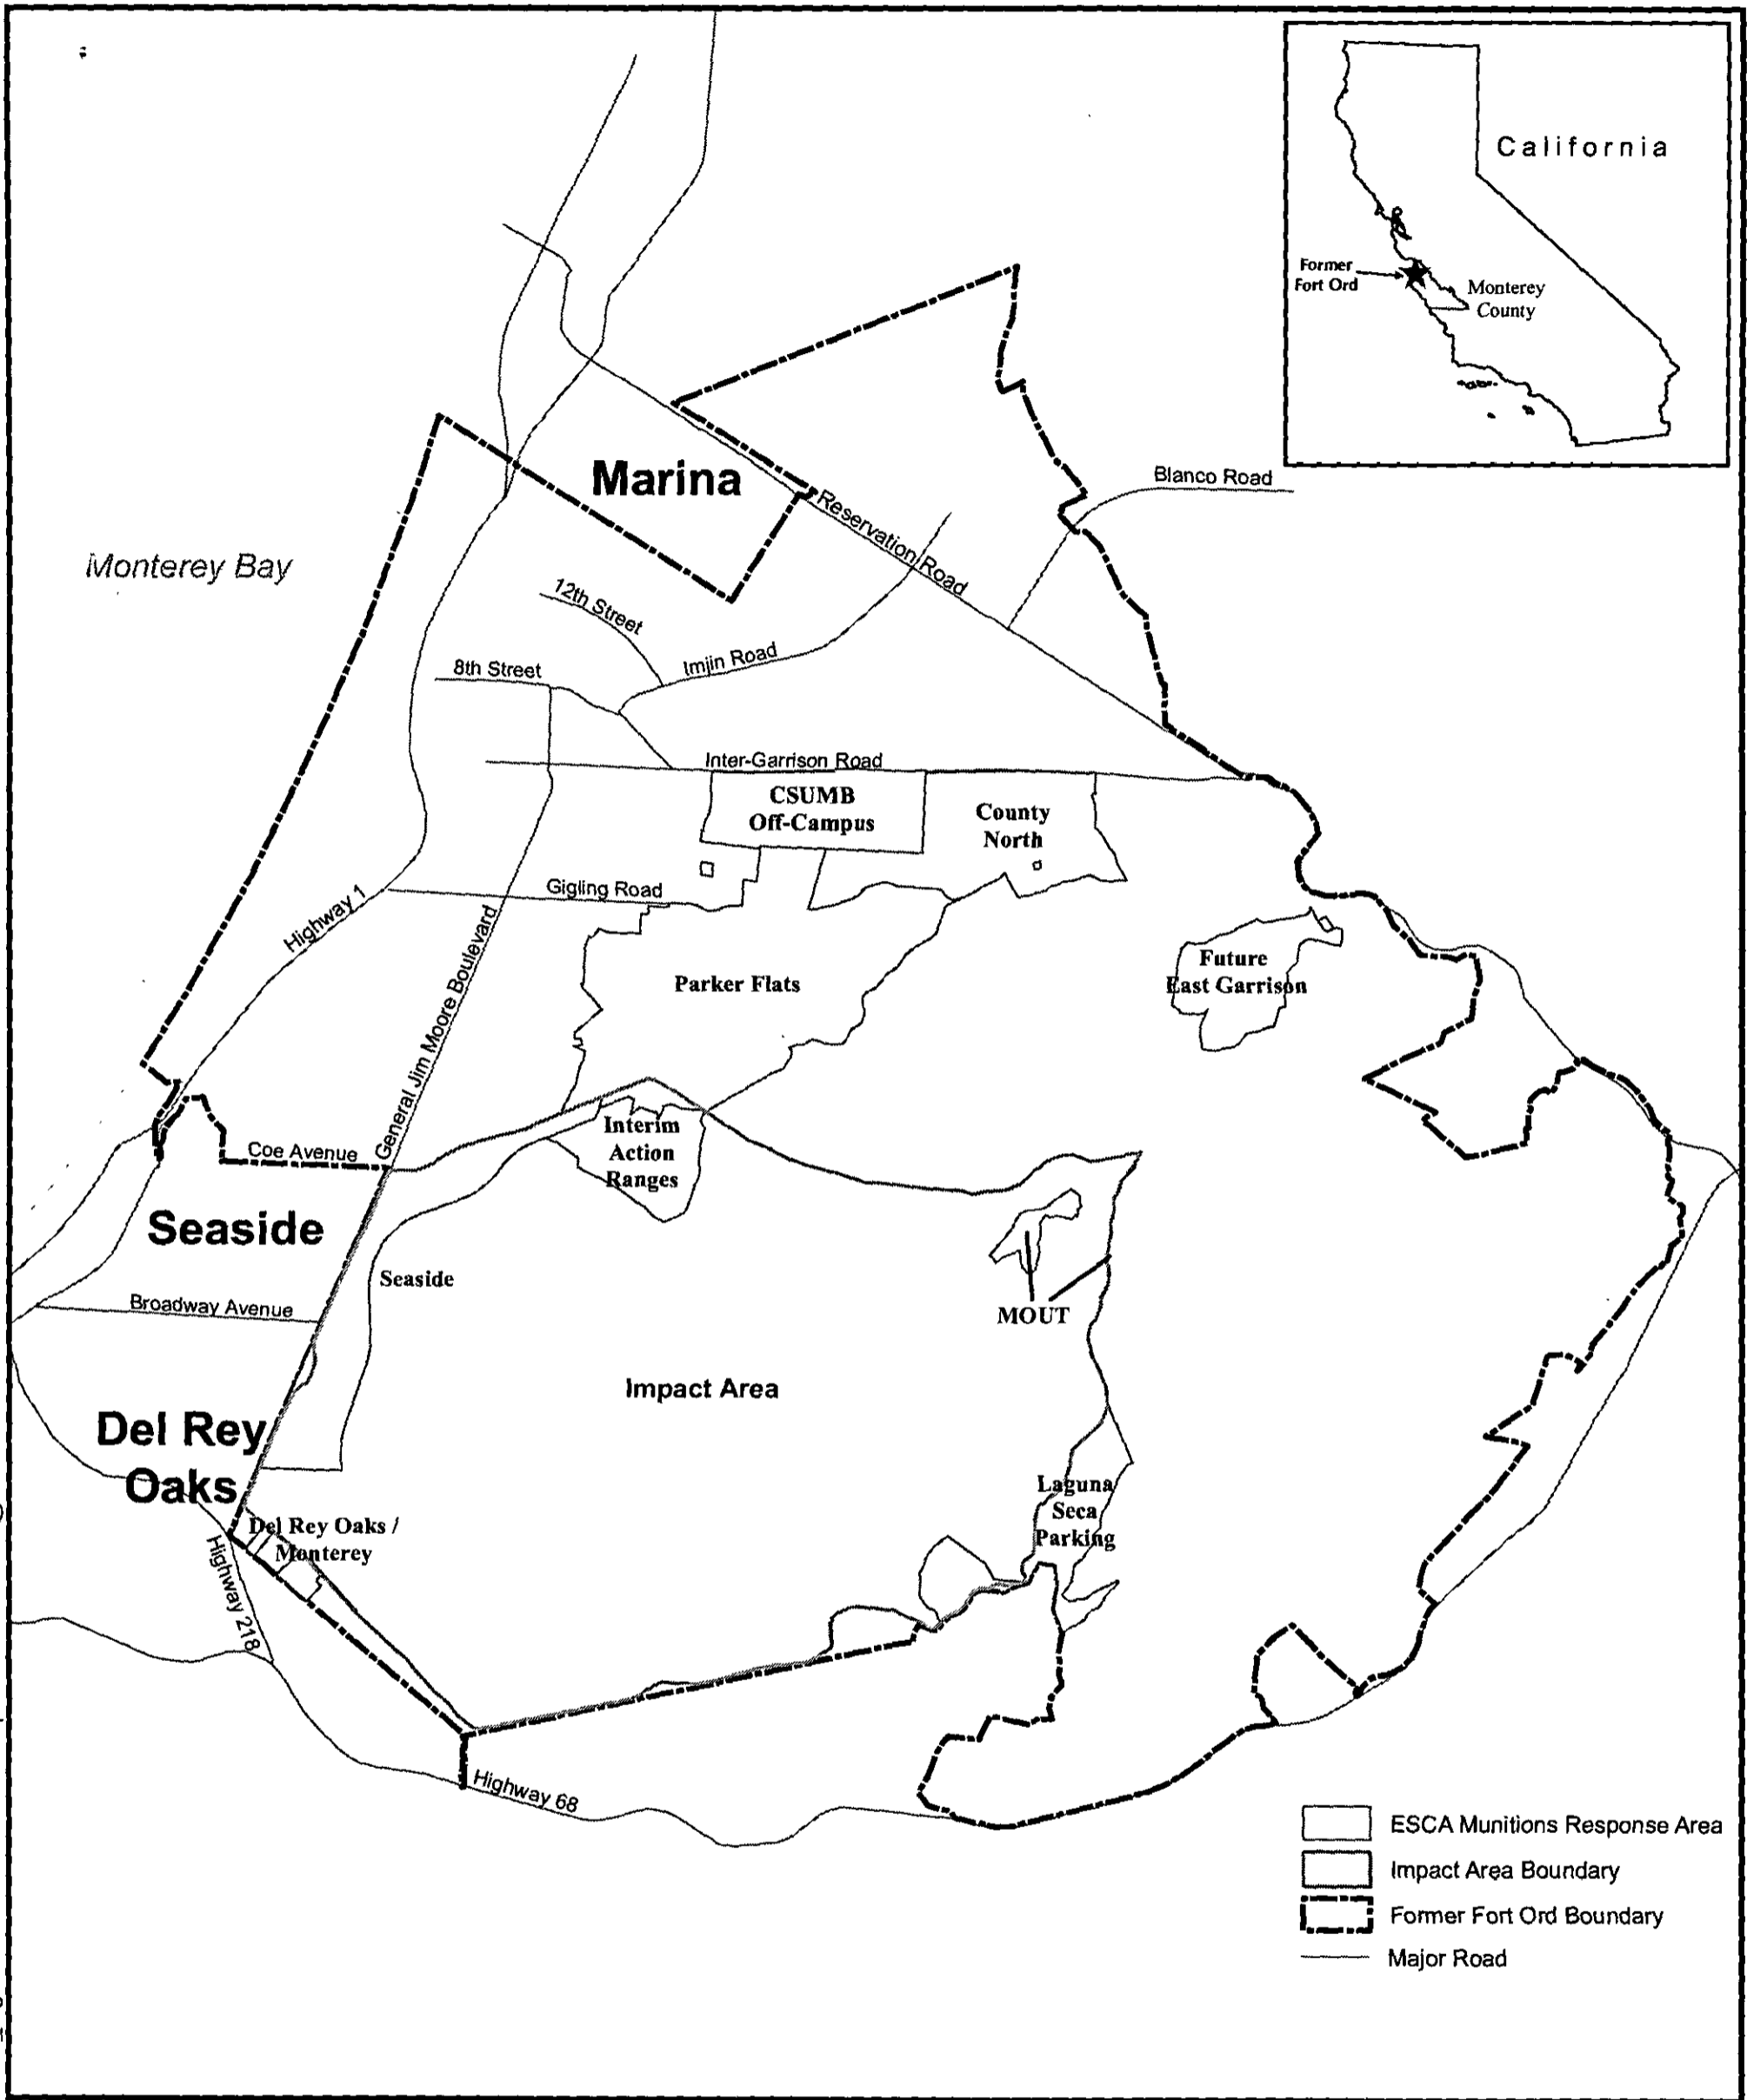 California
Former
Fort Ord
Monterey
County
Marina
Blanco Road
Reservation Road
Monterey Bay
12th Street
Imjin Road
8th Street
Inter-Garrison Road
CSUMB
Off-Campus
County
North
Gigling Road
Highway 1
General Jim Moore Boulevard
Parker Flats
Future
East Garrison
Interim
Action
Ranges
Coe Avenue
Seaside
Seaside
Broadway Avenue
MOUT
Impact Area
Del Rey
Oaks
Laguna
Seca
Parking
Del Rey Oaks /
Monterey
Highway 218
Highway 68
ESCA Munitions Response Area
Impact Area Boundary
Former Fort Ord Boundary
Major Road